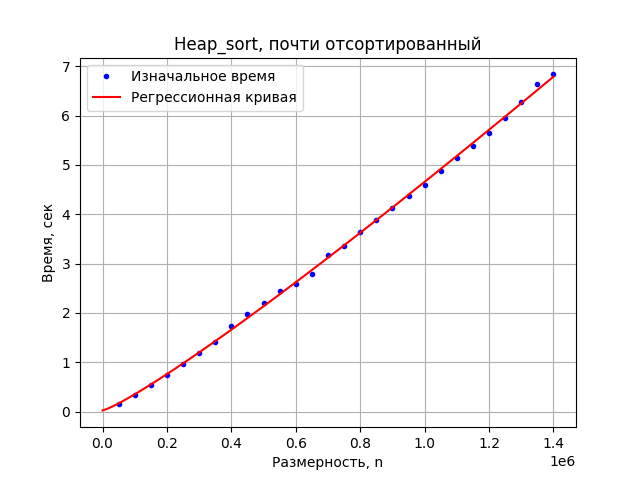 Heap_sort, почти отсортированный
Изначальное время
Регрессионная кривая
7
6
5
4
3
2
1
0
Время, сек
0.0 0.2 0.4 0.6 0.8 1.0 1.2 1.4
1e6
Размерность, n